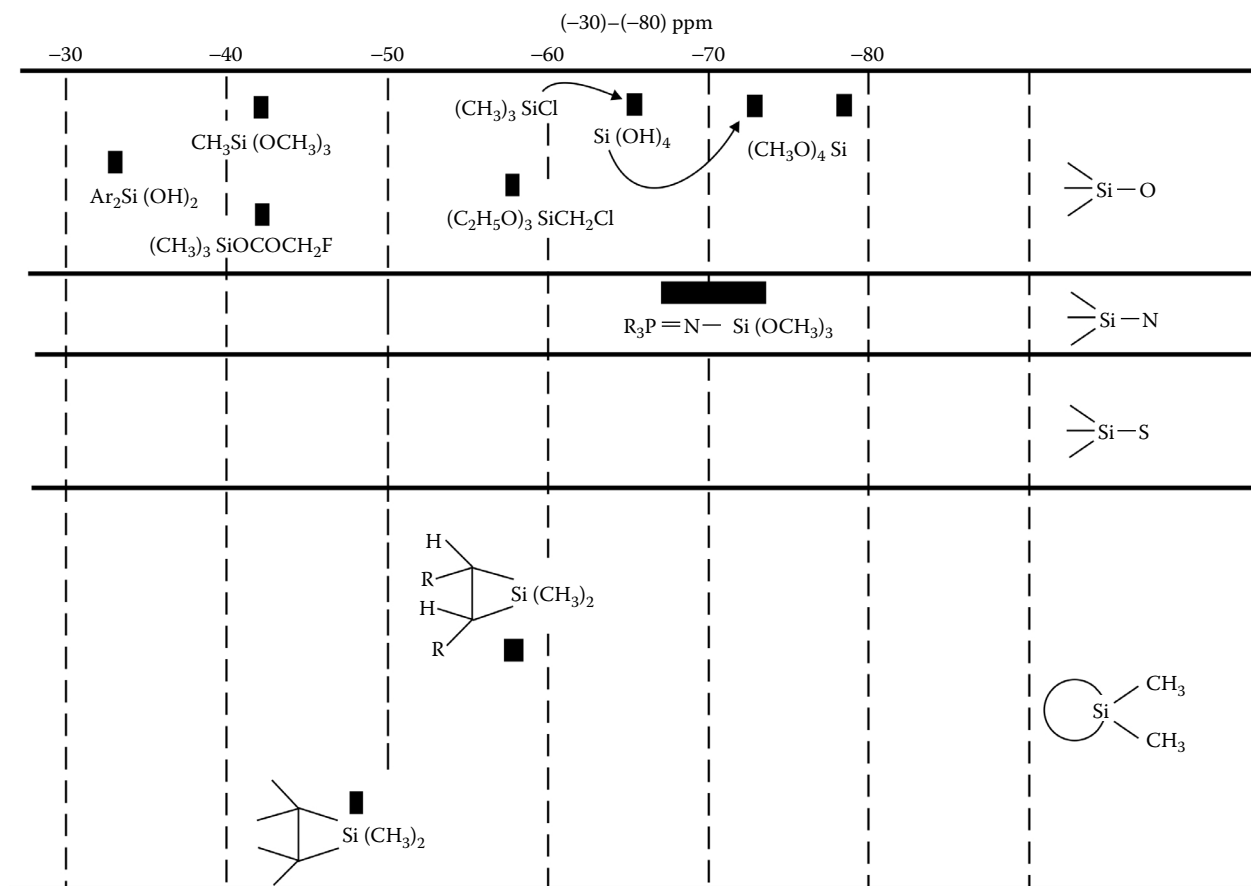 (−30)–(−80) ppm
−30 −40 −50 −60 −70 −80
(CH₃)₃ SiCl
CH₃Si (OCH₃)₃
Si (OH)₄
(CH₃O)₄ Si
Ar₂Si (OH)₂
(C₂H₅O)₃ SiCH₂Cl
(CH₃)₃ SiOCOCH₂F
Si—O
R₃P=N— Si (OCH₃)₃
Si—N
Si—S
H
R
Si (CH₃)₂
H
R
CH₃
Si
CH₃
Si (CH₃)₂